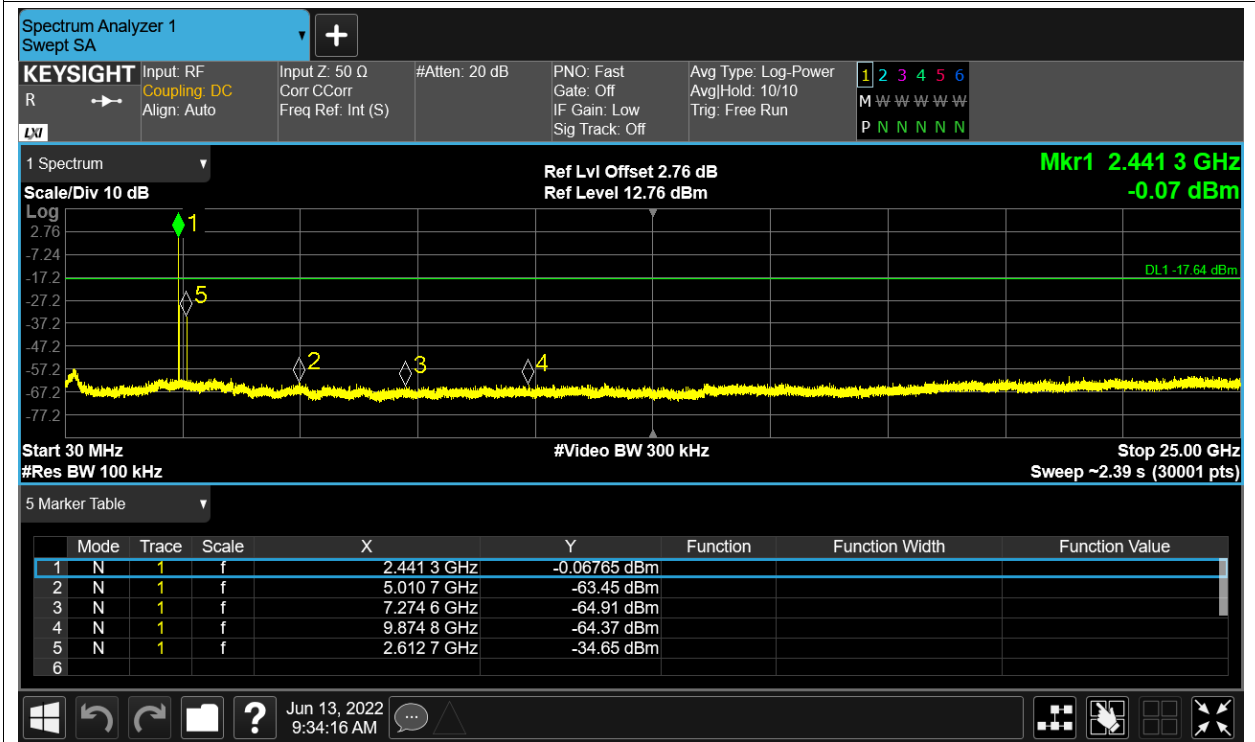 Spectrum Analyzer 1
Swept SA
KEYSIGHT Input: RF Input Z: 50 Ω #Atten: 20 dB PNO: Fast Avg Type: Log-Power 1 2 3 4 5 6
R Coupling: DC Corr CCorr Gate: Off Avg|Hold: 10/10 M W W W W W
Align: Auto Freq Ref: Int (S) IF Gain: Low Trig: Free Run
LXI Sig Track: Off P N N N N N
1 Spectrum Ref Lvl Offset 2.76 dB Mkr1 2.441 3 GHz
Scale/Div 10 dB Ref Level 12.76 dBm -0.07 dBm
Log
1
2.76
-7.24
DL1 -17.64 dBm
-17.2
5
-27.2
-37.2
-47.2
2 3 4
-57.2
-67.2
-77.2
Start 30 MHz #Video BW 300 kHz Stop 25.00 GHz
#Res BW 100 kHz Sweep ~2.39 s (30001 pts)
5 Marker Table
Mode Trace Scale X Y Function Function Width Function Value
1 N 1 f 2.441 3 GHz -0.06765 dBm
2 N 1 f 5.010 7 GHz -63.45 dBm
3 N 1 f 7.274 6 GHz -64.91 dBm
4 N 1 f 9.874 8 GHz -64.37 dBm
5 N 1 f 2.612 7 GHz -34.65 dBm
6
? Jun 13, 2022
9:34:16 AM